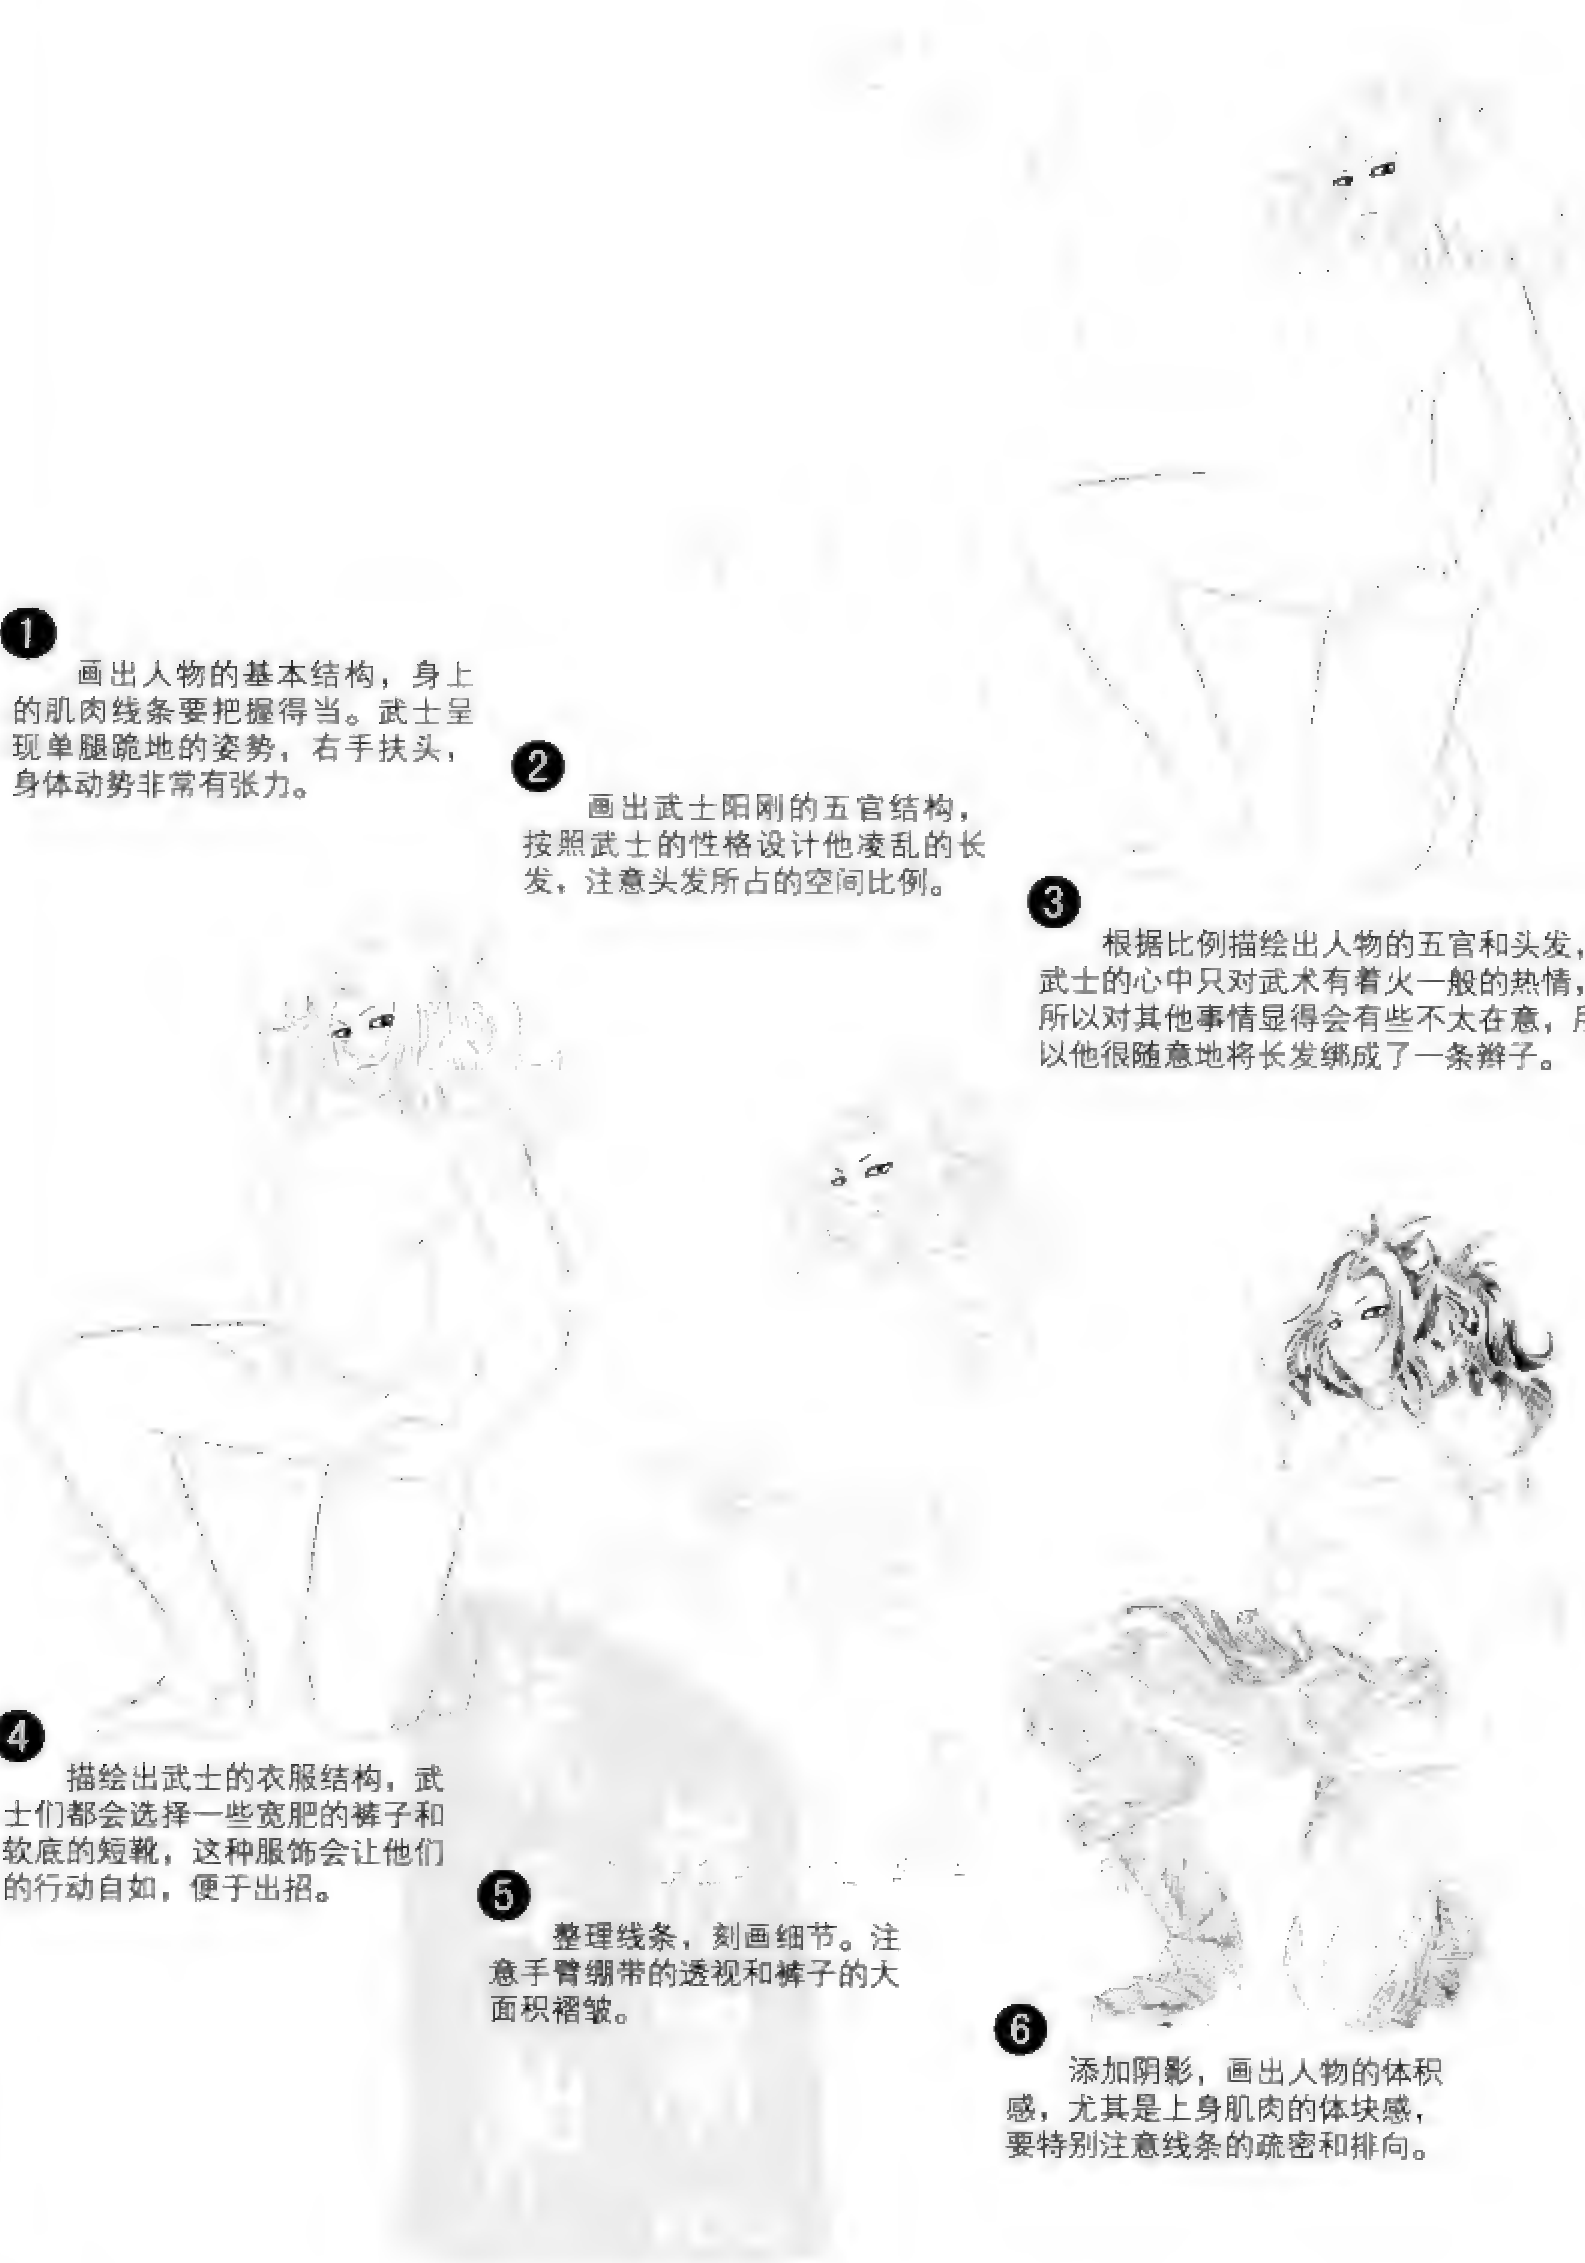 1
画出人物的基本结构，身上
的肌肉线条要把握得当。武士呈
现单腿跪地的姿势，右手扶头，
身体动势非常有张力。
2
画出武士阳刚的五官结构，
按照武士的性格设计他凌乱的长
发，注意头发所占的空间比例。
3
根据比例描绘出人物的五官和头发，
武士的心中只对武术有着火一般的热情，
所以对其他事情显得会有些不太在意，所
以他很随意地将长发绑成了一条辫子。
4
描绘出武士的衣服结构，武
士们都会选择一些宽肥的裤子和
软底的短靴，这种服饰会让他们
的行动自如，便于出招。
5
整理线条，刻画细节。注
意手臂绷带的透视和裤子的大
面积褶皱。
6
添加阴影，画出人物的体积
感，尤其是上身肌肉的体块感，
要特别注意线条的疏密和排向。